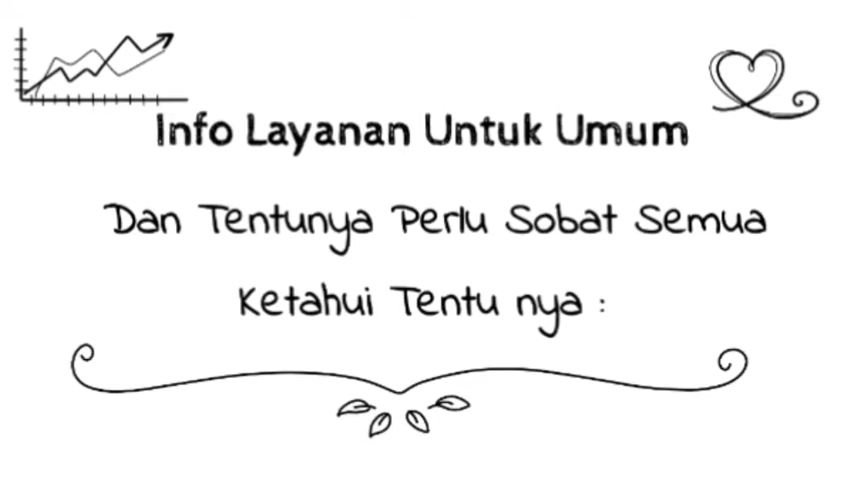 Info Layanan Untuk Umum
Dan Tentunya Perlu Sobat Semua
Ketahui Tentu nya :